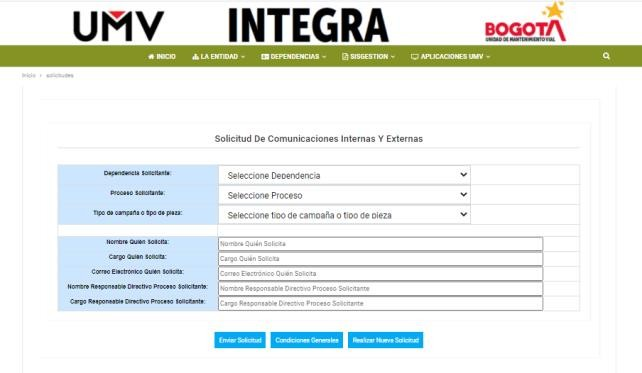 UMV INTEGRA BOGOTÁ
UNIDAD DE MANTENIMIENTO VIAL
INICIO LA ENTIDAD DEPENDENCIAS SISGESTION APLICACIONES UMV
Inicio > solicitudes
Solicitud De Comunicaciones Internas Y Externas
Dependencia Solicitante: Seleccione Dependencia
Proceso Solicitante: Seleccione Proceso
Tipo de campaña o tipo de pieza: Seleccione tipo de campaña o tipo de pieza
Nombre Quién Solicita: Nombre Quién Solicita
Cargo Quién Solicita: Cargo Quién Solicita
Correo Electrónico Quién Solicita: Correo Electrónico Quién Solicita
Nombre Responsable Directivo Proceso Solicitante: Nombre Responsable Directivo Proceso Solicitante
Cargo Responsable Directivo Proceso Solicitante: Cargo Responsable Directivo Proceso Solicitante
Enviar Solicitud Condiciones Generales Realizar Nueva Solicitud